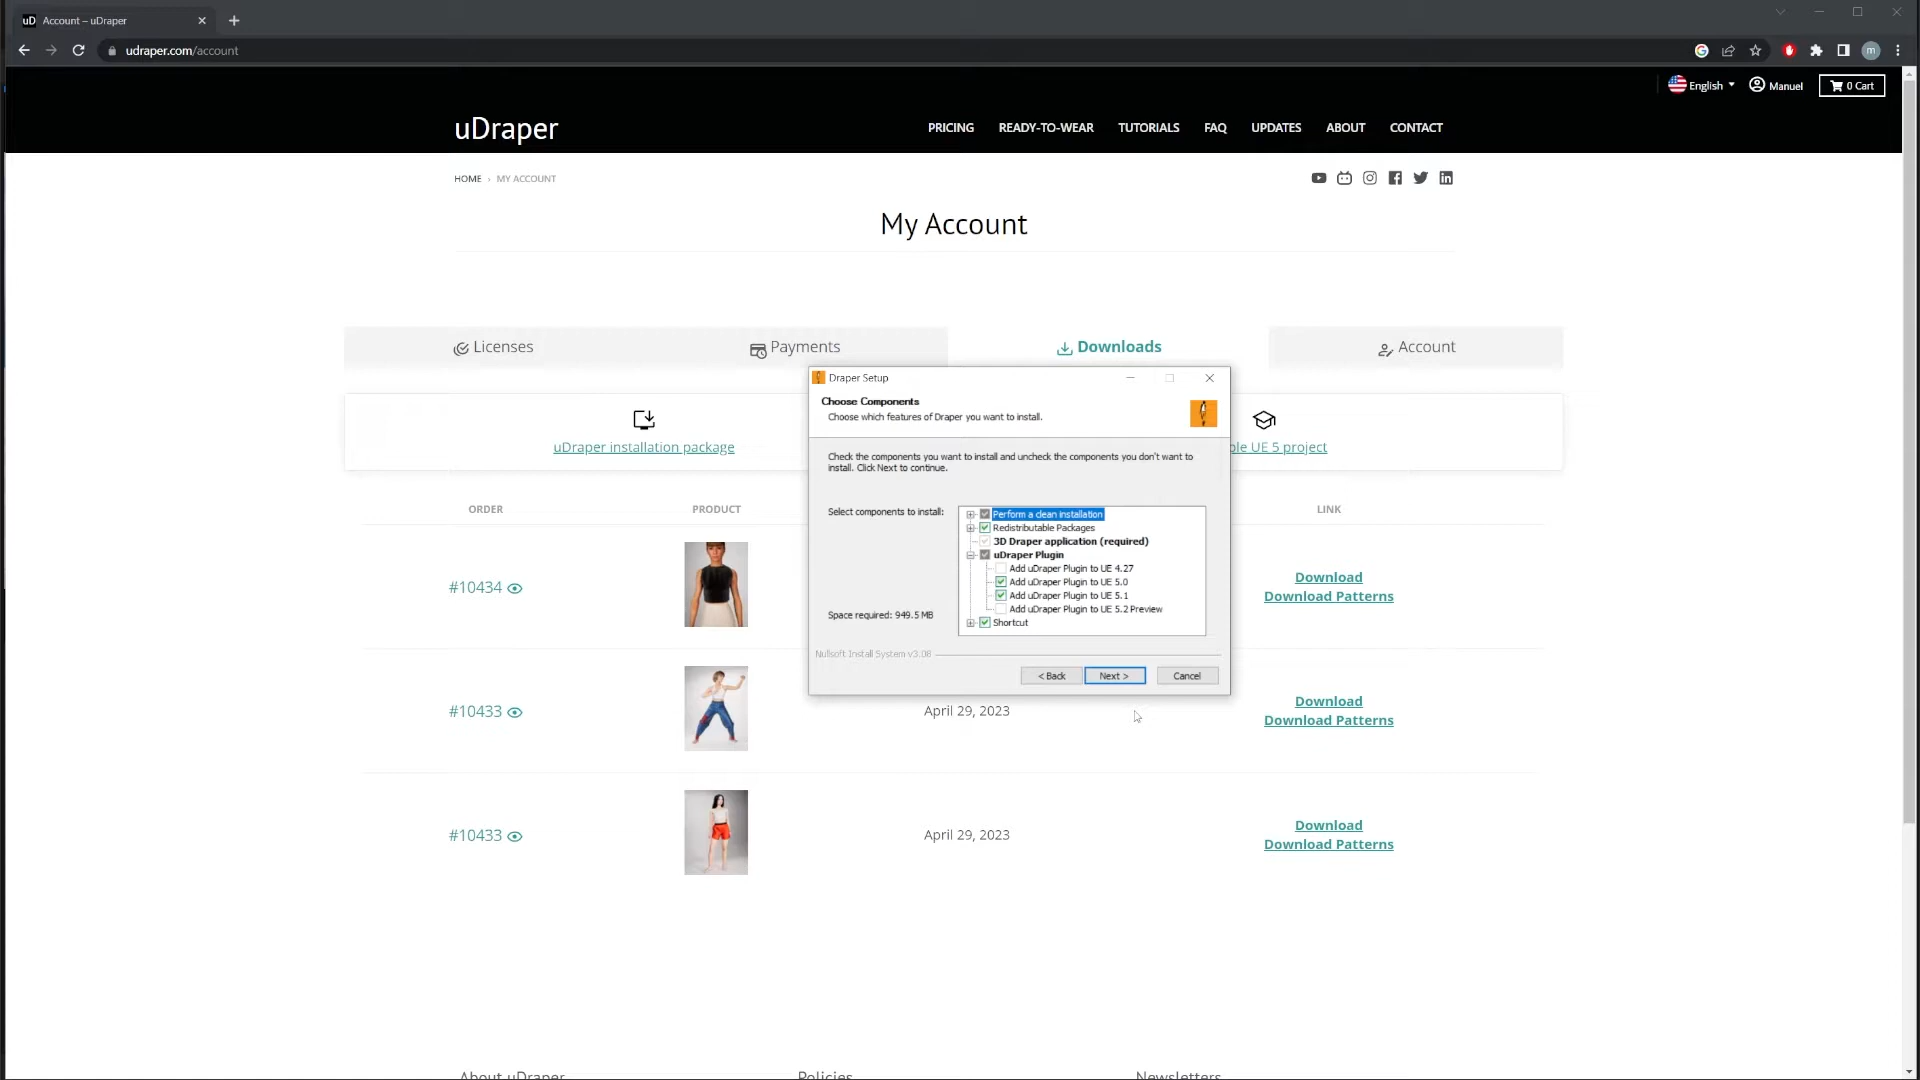 uD Account – uDraper
udraper.com/account
m
English
Manuel
0 Cart
uDraper
PRICING READY-TO-WEAR TUTORIALS FAQ UPDATES ABOUT CONTACT
HOME › MY ACCOUNT
My Account
Licenses
Payments
Downloads
Account
uDraper installation package
ple UE 5 project
Draper Setup
Choose Components
Choose which features of Draper you want to install.
Check the components you want to install and uncheck the components you don't want to
install. Click Next to continue.
Select components to install:
Perform a clean installation
Redistributable Packages
3D Draper application (required)
uDraper Plugin
Add uDraper Plugin to UE 4.27
Add uDraper Plugin to UE 5.0
Add uDraper Plugin to UE 5.1
Add uDraper Plugin to UE 5.2 Preview
Shortcut
Space required: 949.5 MB
Nullsoft Install System v3.08
< Back
Next >
Cancel
ORDER PRODUCT LINK
#10434
Download
Download Patterns
#10433
April 29, 2023
Download
Download Patterns
#10433
April 29, 2023
Download
Download Patterns
About uDraper Policies Newsletters